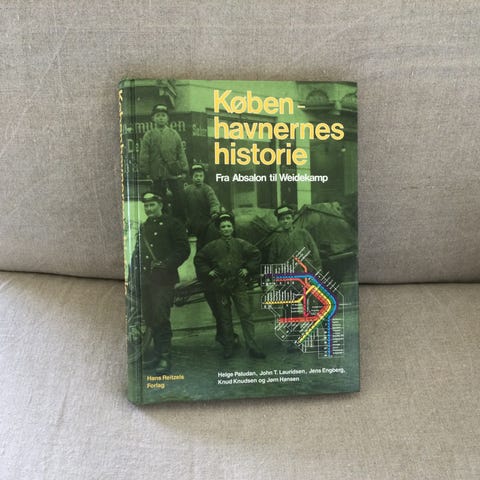 Køben-
havnernes
historie
Fra Absalon til Weidekamp
Helge Paludan, John T. Lauridsen, Jens Engberg,
Knud Knudsen og Jørn Hansen
Hans Reitzels
Forlag